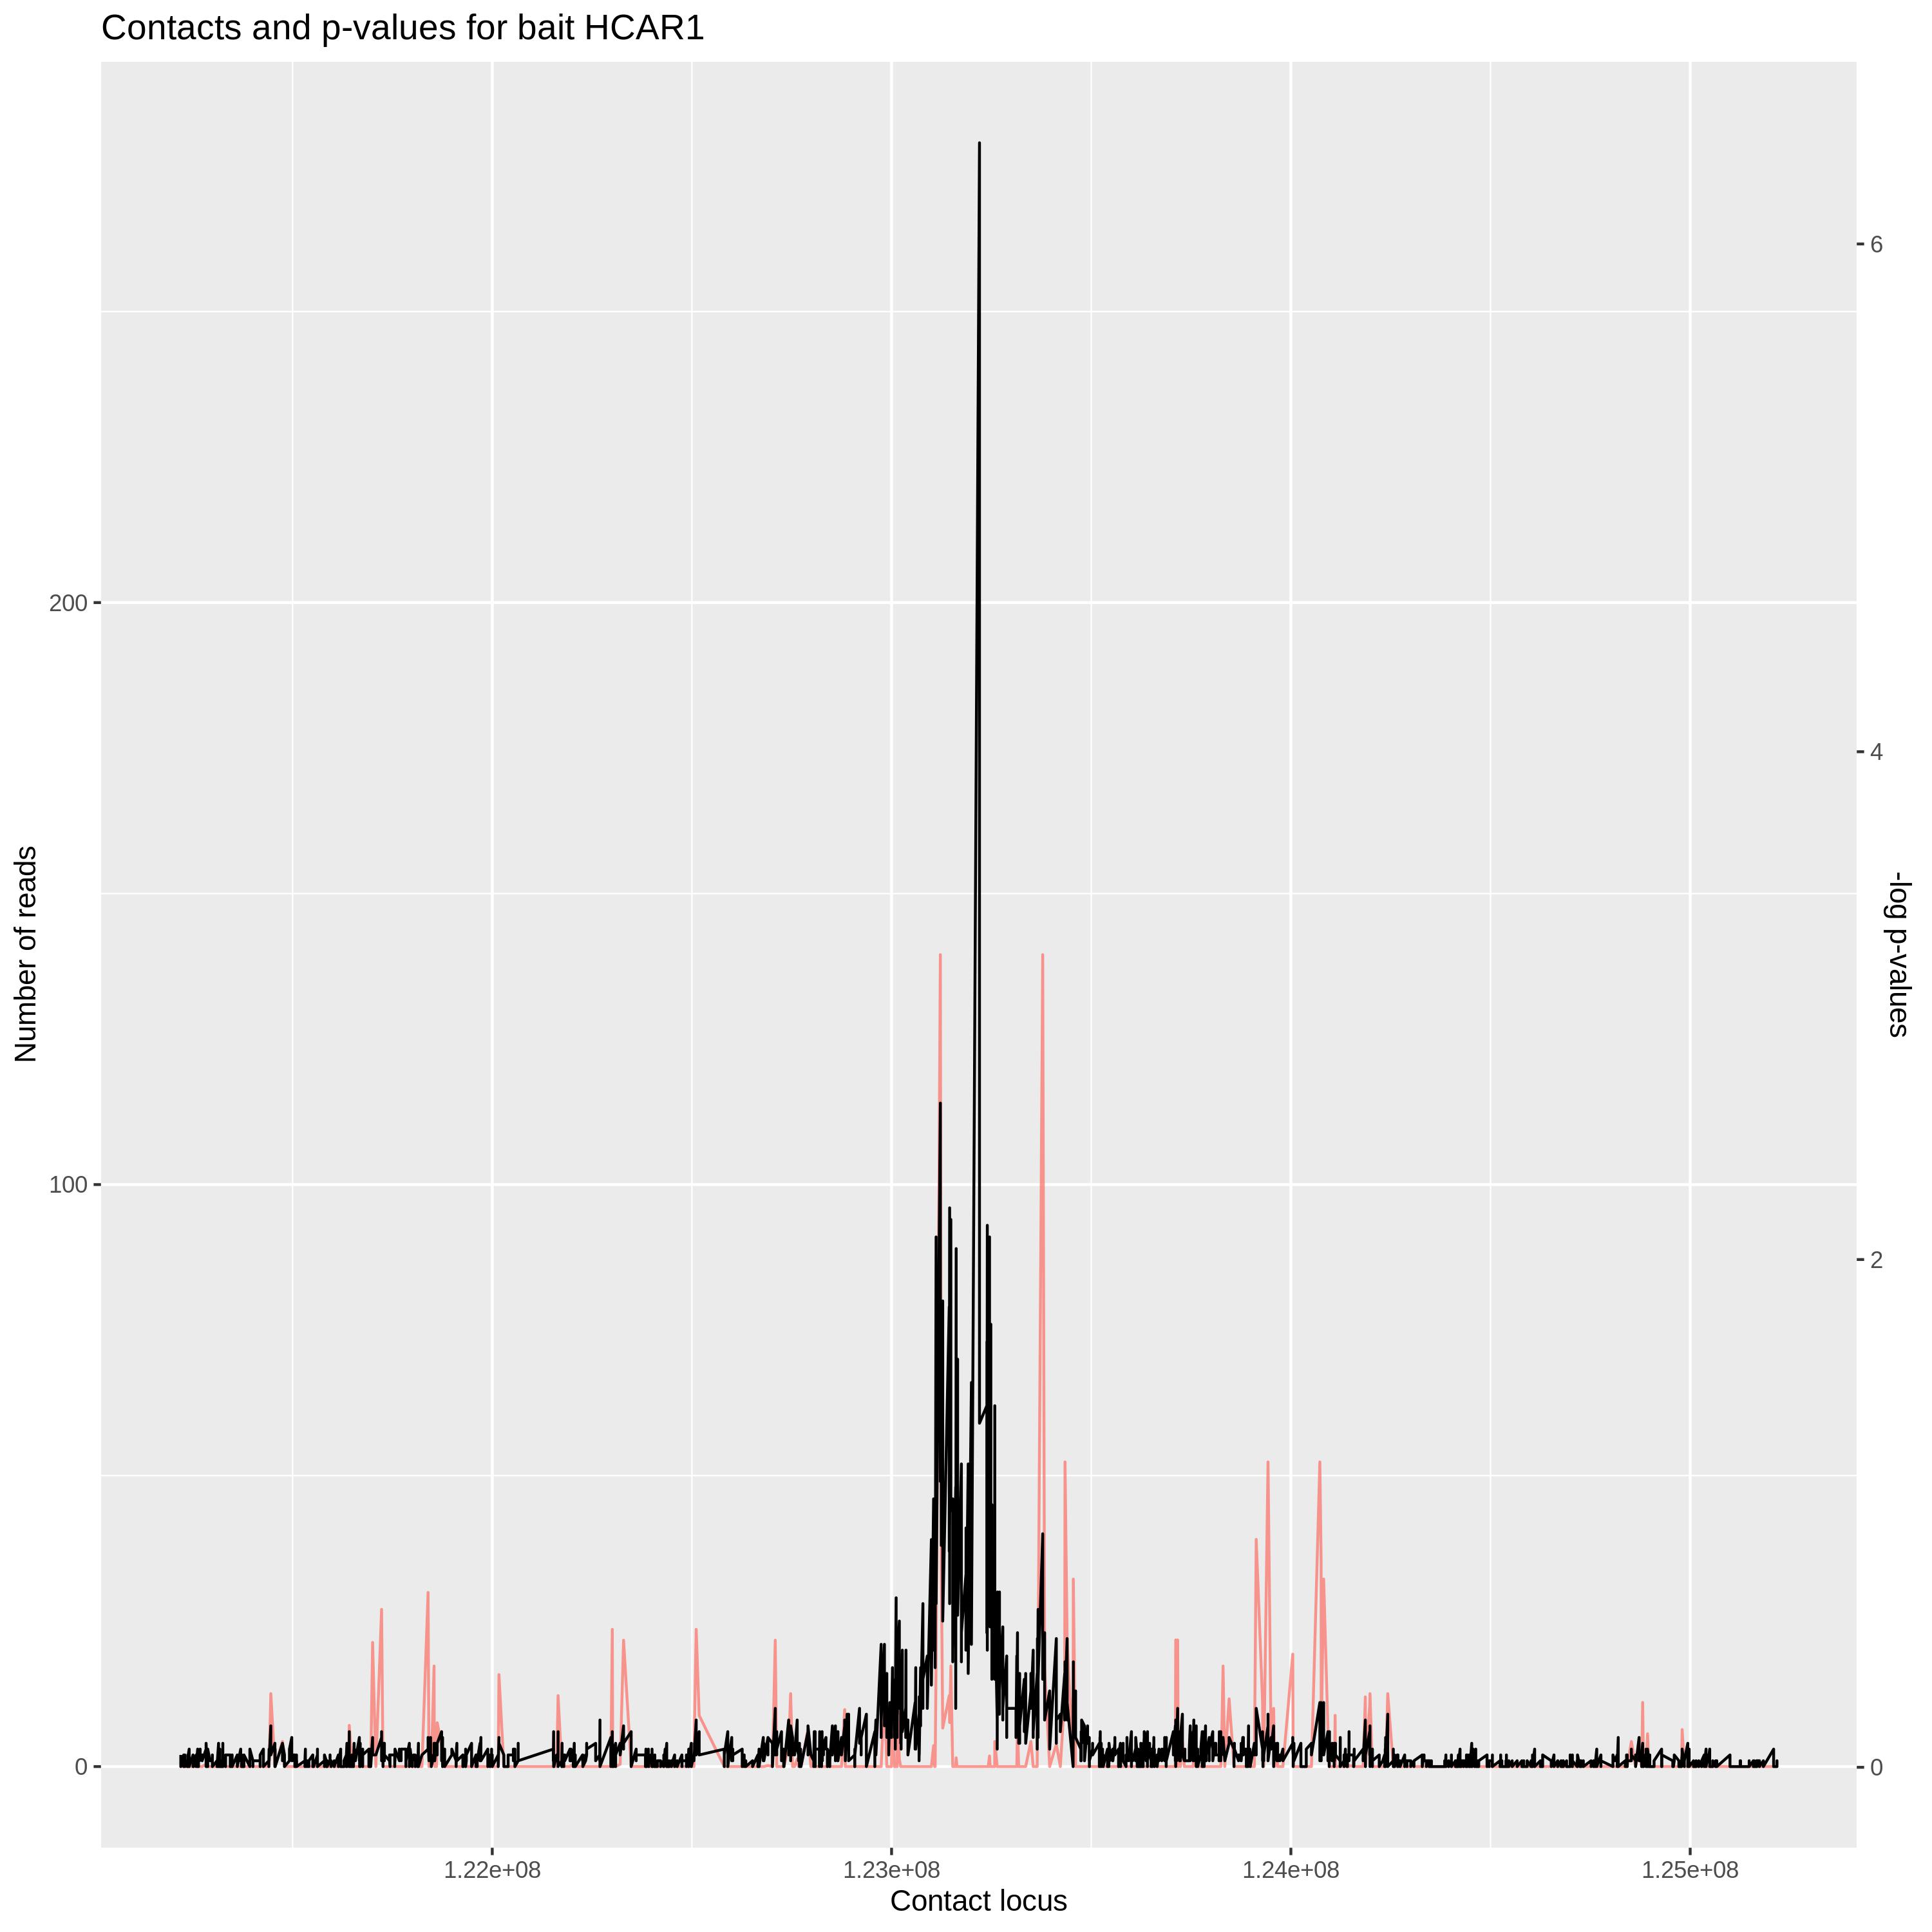 Contacts and p-values for bait HCAR1
200
100
0
Number of reads
6
4
2
0
-log p-values
1.22e+08
1.23e+08
1.24e+08
1.25e+08
Contact locus